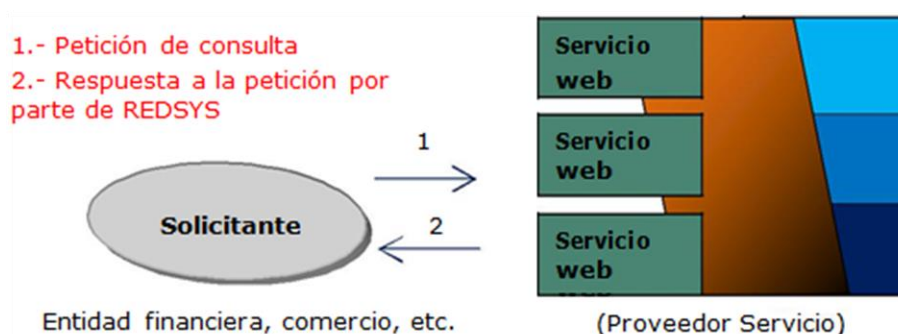 1.- Petición de consulta
2.- Respuesta a la petición por
parte de REDSYS
Servicio
web
1
Servicio
web
Solicitante
2
Servicio
web
Entidad financiera, comercio, etc.
(Proveedor Servicio)